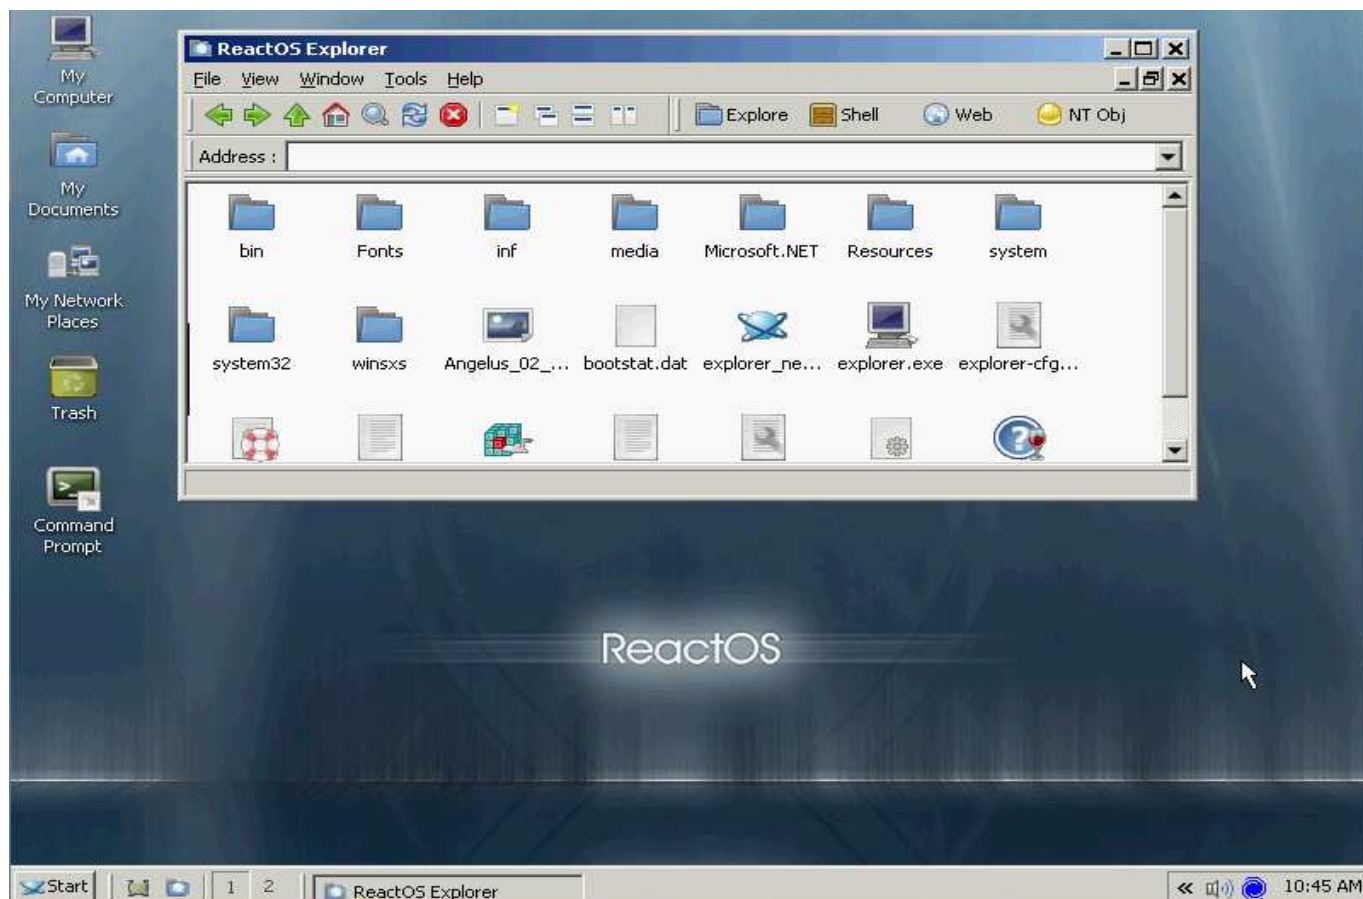 My
Computer
My
Documents
My Network
Places
Trash
Command
Prompt
ReactOS Explorer
File View Window Tools Help
Explore Shell Web NT Obj
Address :
bin Fonts inf media Microsoft.NET Resources system
system32 winsxs Angelus_02_... bootstat.dat explorer_ne... explorer.exe explorer-cfg...
ReactOS
Start 1 2 ReactOS Explorer 10:45 AM